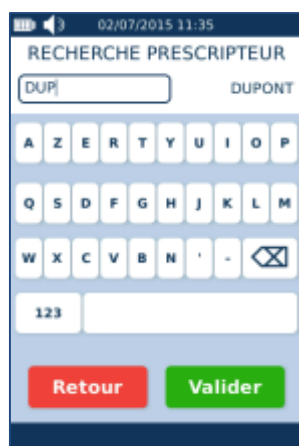 02/07/2015 11:35
RECHERCHE PRESCRIPTEUR
DUP DUPONT
A Z E R T Y U I O P
Q S D F G H J K L M
W X C V B N ' -
123
Retour Valider